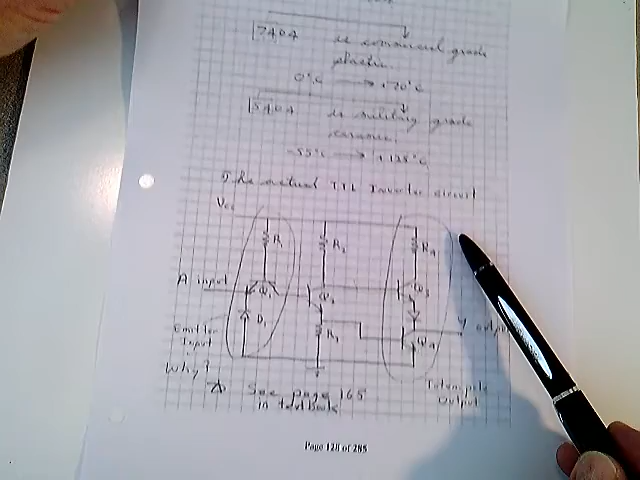 7404 is commercial grade
plastic.
0°C → +70°C
5404 is military grade
ceramic.
-55°C → +125°C
The actual TTL Inverter circuit
Vcc
R1 R2 R4
A input
Q1 Q2 Q3
D1 R3 Q4
Y output
Emitter
Input
Why?
Totem pole
Output
See page 165
in textbook
Page 128 of 285